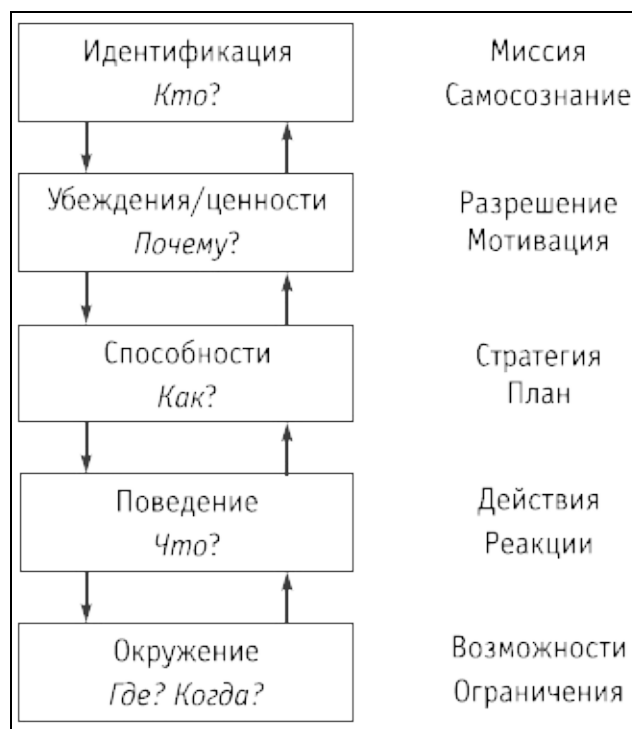 Идентификация
Кто?
Миссия
Самосознание
Убеждения/ценности
Почему?
Разрешение
Мотивация
Способности
Как?
Стратегия
План
Поведение
Что?
Действия
Реакции
Окружение
Где? Когда?
Возможности
Ограничения